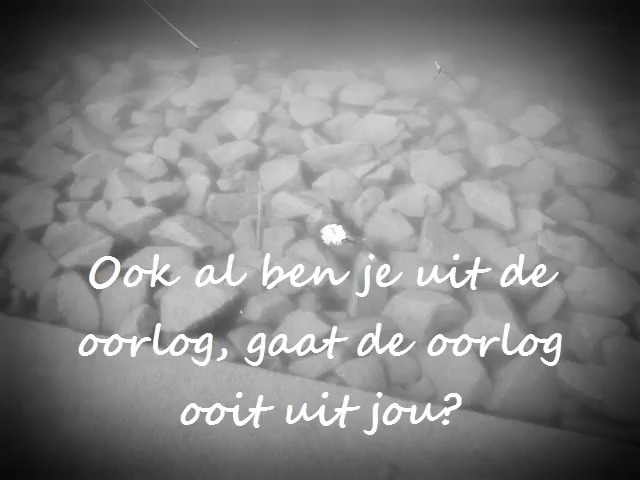 Ook al ben je uit de
oorlog, gaat de oorlog
ooit uit jou?